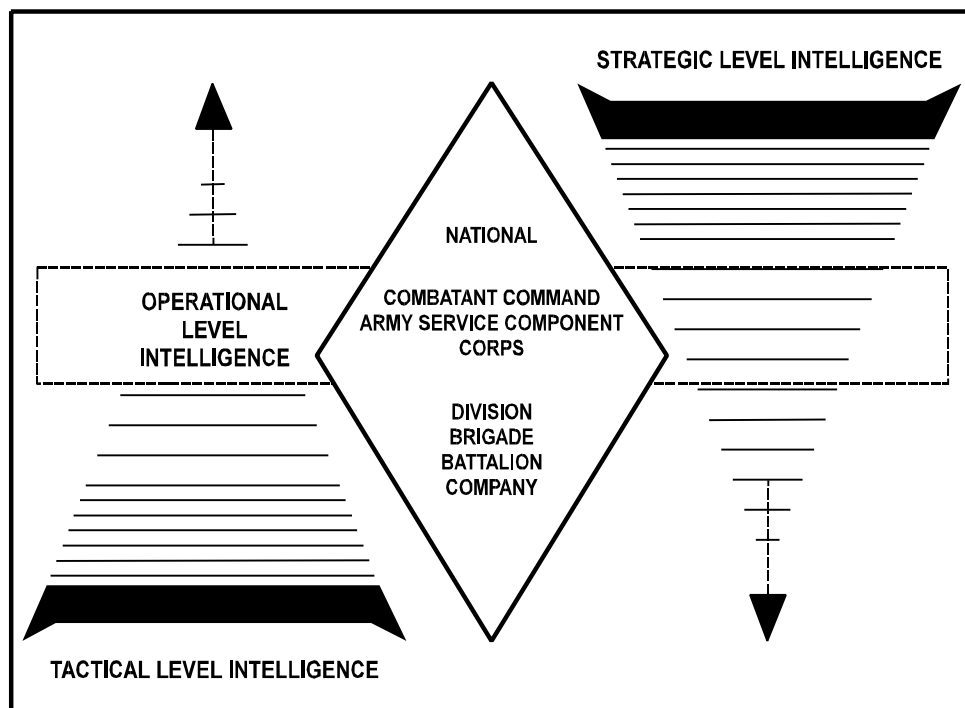 STRATEGIC LEVEL INTELLIGENCE
NATIONAL
OPERATIONAL
LEVEL
INTELLIGENCE
COMBATANT COMMAND
ARMY SERVICE COMPONENT
CORPS
DIVISION
BRIGADE
BATTALION
COMPANY
TACTICAL LEVEL INTELLIGENCE